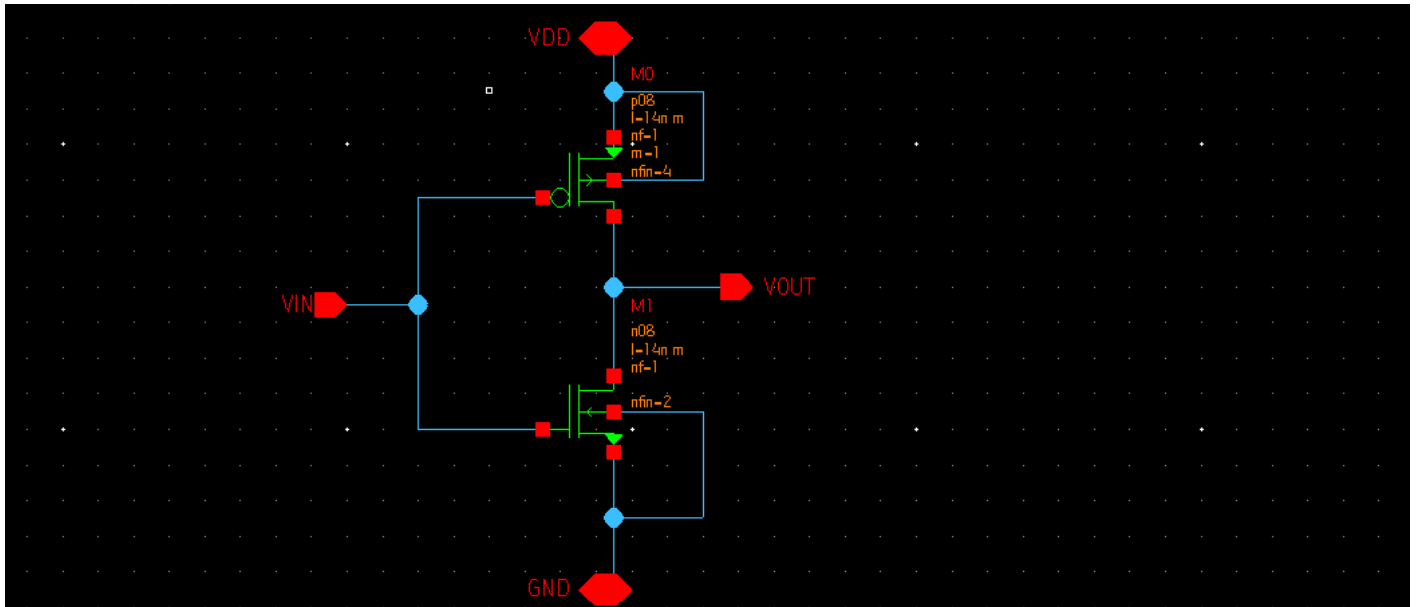 VDD
M0
p08
l=14n m
nf=1
m=1
nfin=4
VIN
VOUT
M1
n08
l=14n m
nf=1
nfin=2
GND